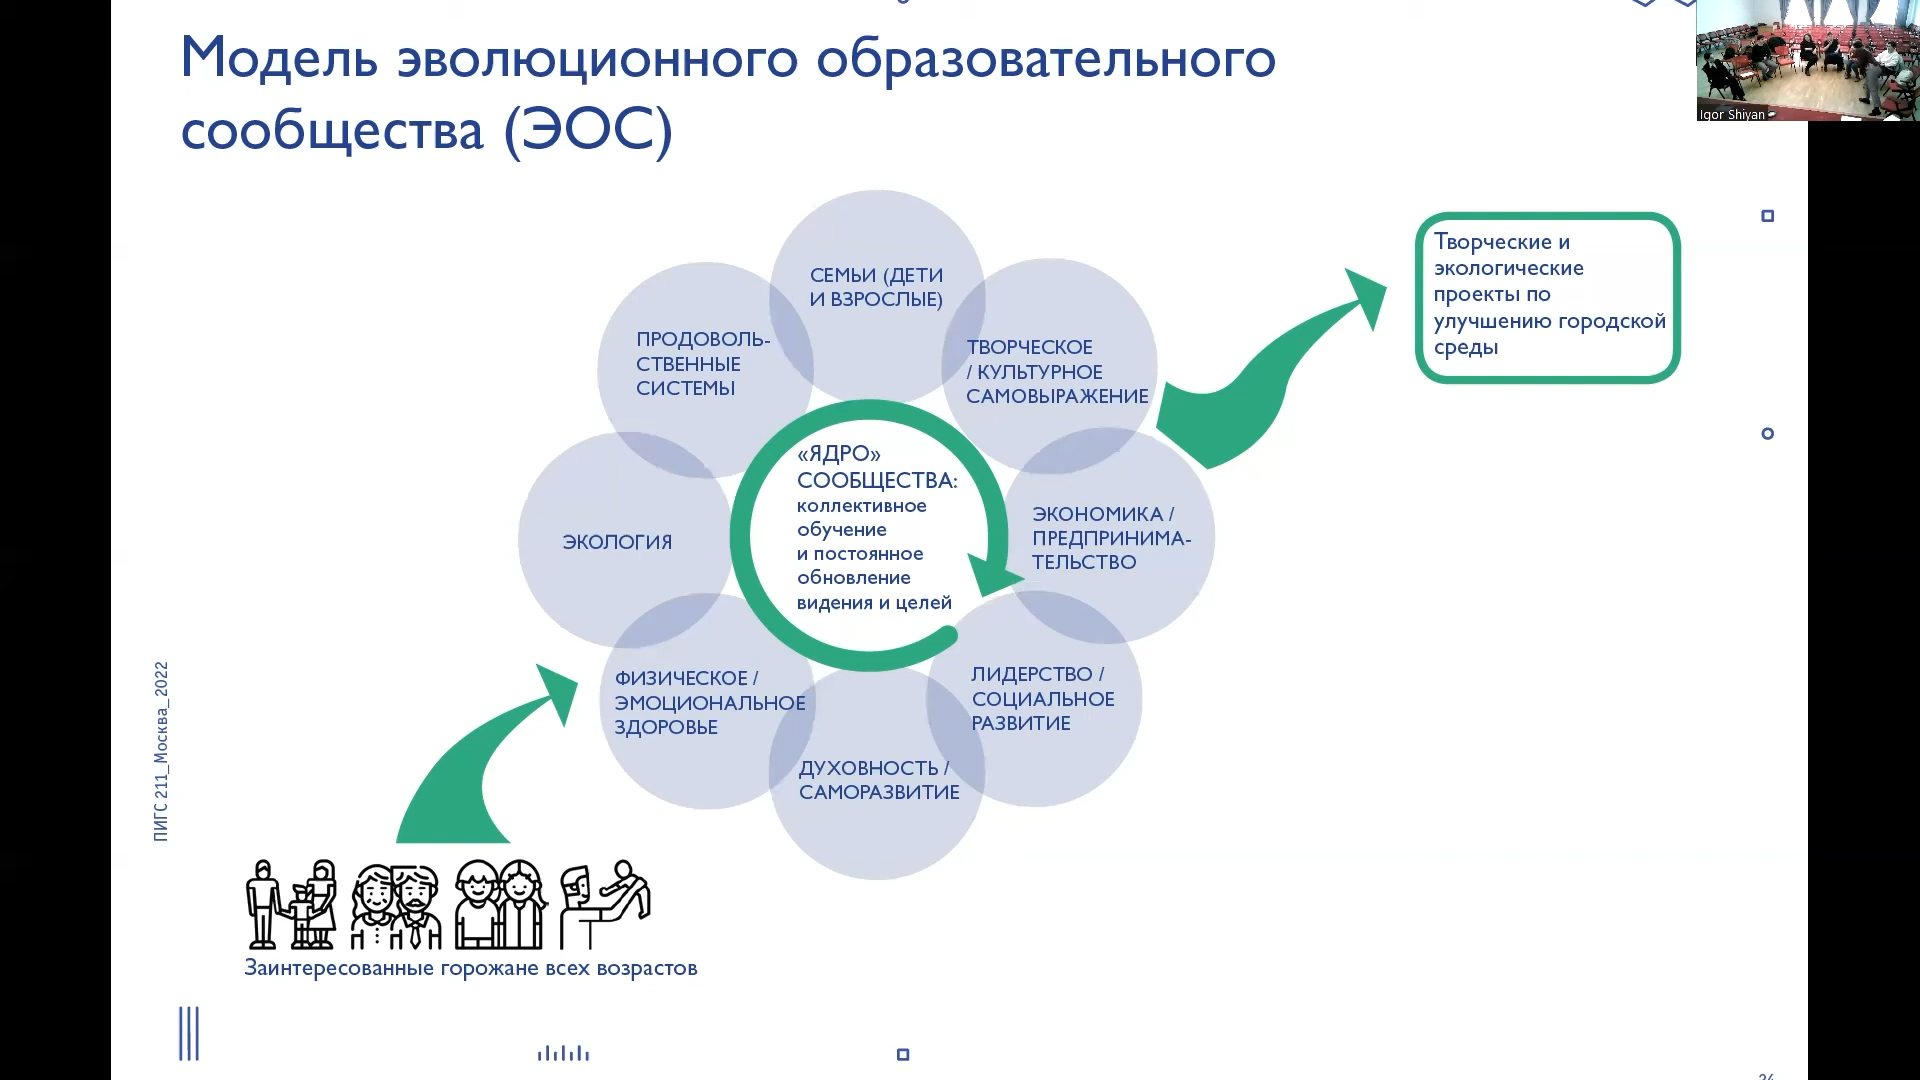 Модель эволюционного образовательного
сообщества (ЭОС)
Igor Shiyan
СЕМЬИ (ДЕТИ
И ВЗРОСЛЫЕ)
ПРОДОВОЛЬ-
СТВЕННЫЕ
СИСТЕМЫ
ТВОРЧЕСКОЕ
/ КУЛЬТУРНОЕ
САМОВЫРАЖЕНИЕ
Творческие и
экологические
проекты по
улучшению городской
среды
«ЯДРО»
СООБЩЕСТВА:
коллективное
обучение
и постоянное
обновление
видения и целей
ЭКОЛОГИЯ
ЭКОНОМИКА /
ПРЕДПРИНИМА-
ТЕЛЬСТВО
ФИЗИЧЕСКОЕ /
ЭМОЦИОНАЛЬНОЕ
ЗДОРОВЬЕ
ЛИДЕРСТВО /
СОЦИАЛЬНОЕ
РАЗВИТИЕ
ДУХОВНОСТЬ /
САМОРАЗВИТИЕ
ПИГС 211_Москва_2022
Заинтересованные горожане всех возрастов